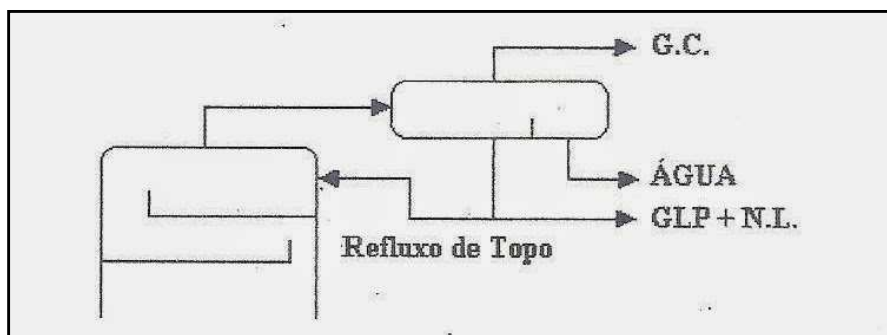 G.C.
ÁGUA
GLP + N.L.
Refluxo de Topo